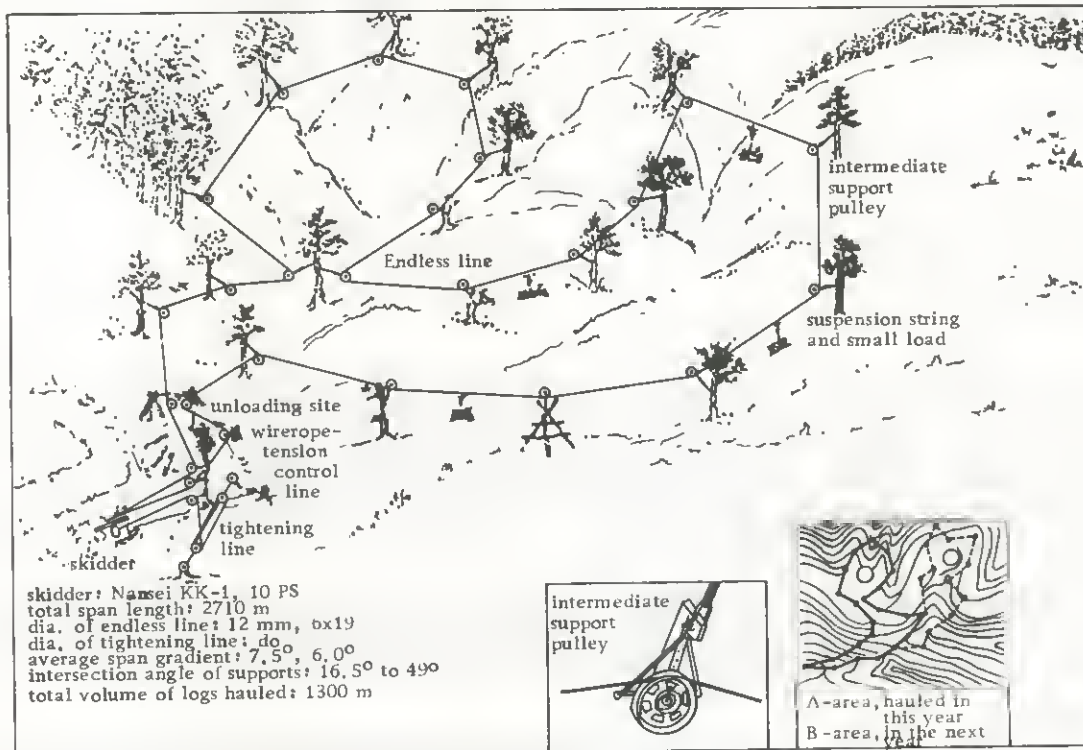 intermediate
support
pulley
Endless line
suspension string
and small load
unloading site
wirerope-
tension
control
line
tightening
line
skidder
skidder: Nansei KK-1, 10 PS
total span length: 2710 m
dia. of endless line: 12 mm, 6x19
dia. of tightening line: do
average span gradient: 7.5°, 6.0°
intersection angle of supports: 16.5° to 49°
total volume of logs hauled: 1300 m
intermediate
support
pulley
A-area, hauled in
this year
B-area, in the next
year